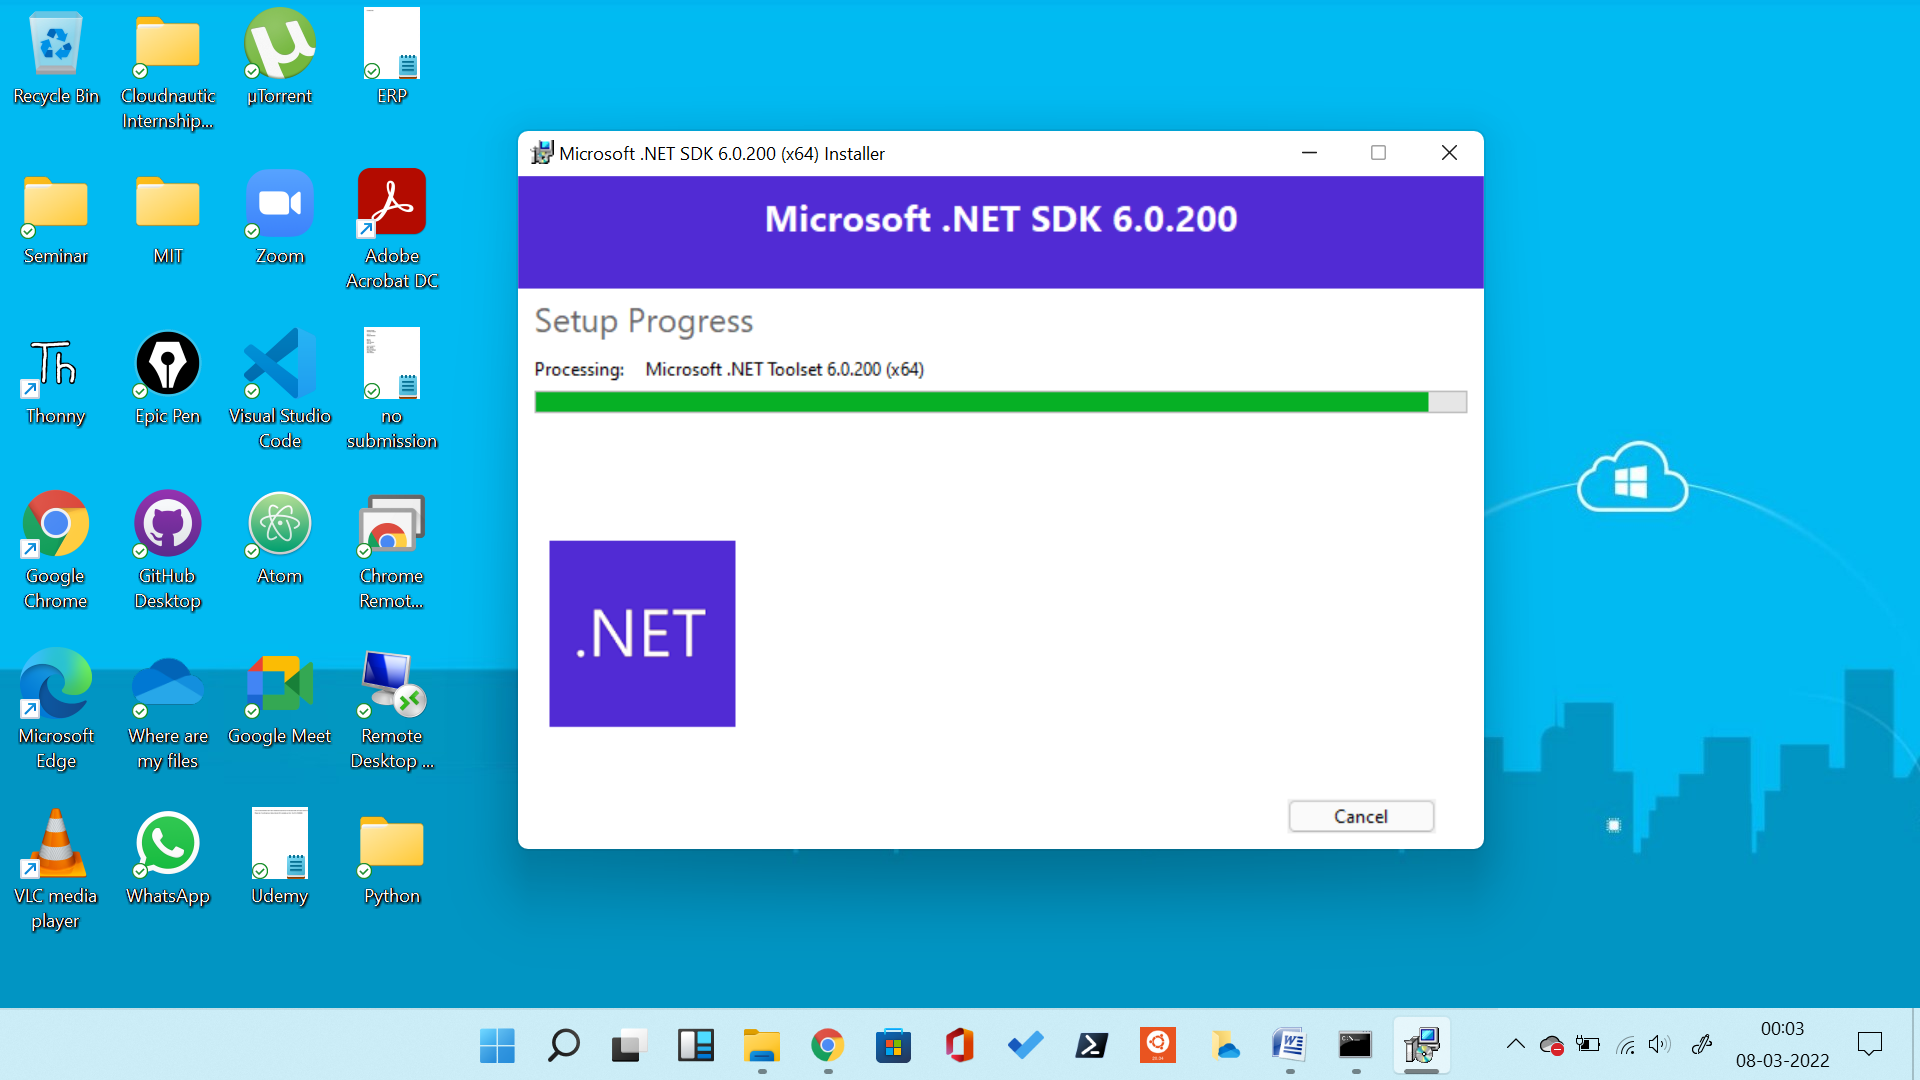 Recycle Bin
Cloudnautic
Internship...
µTorrent
ERP
Seminar
MIT
Zoom
Adobe
Acrobat DC
Th
Thonny
Epic Pen
Visual Studio
Code
no
submission
Google
Chrome
GitHub
Desktop
Atom
Chrome
Remot...
Microsoft
Edge
Where are
my files
Google Meet
Remote
Desktop ...
VLC media
player
WhatsApp
Udemy
Python
Microsoft .NET SDK 6.0.200 (x64) Installer
Microsoft .NET SDK 6.0.200
Setup Progress
Processing: Microsoft .NET Toolset 6.0.200 (x64)
.NET
Cancel
00:03
08-03-2022